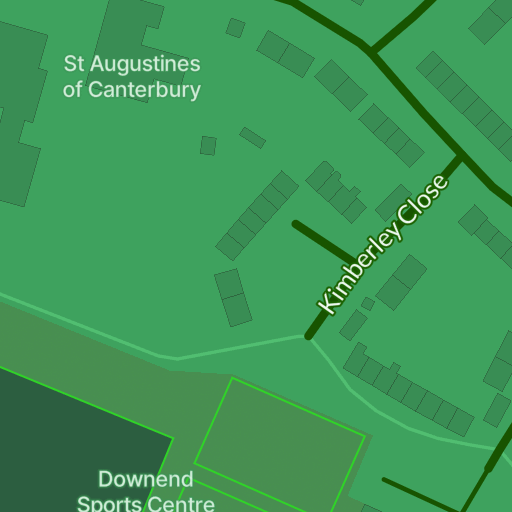 St Augustines
of Canterbury
Kimberley Close
Downend
Sports Centre